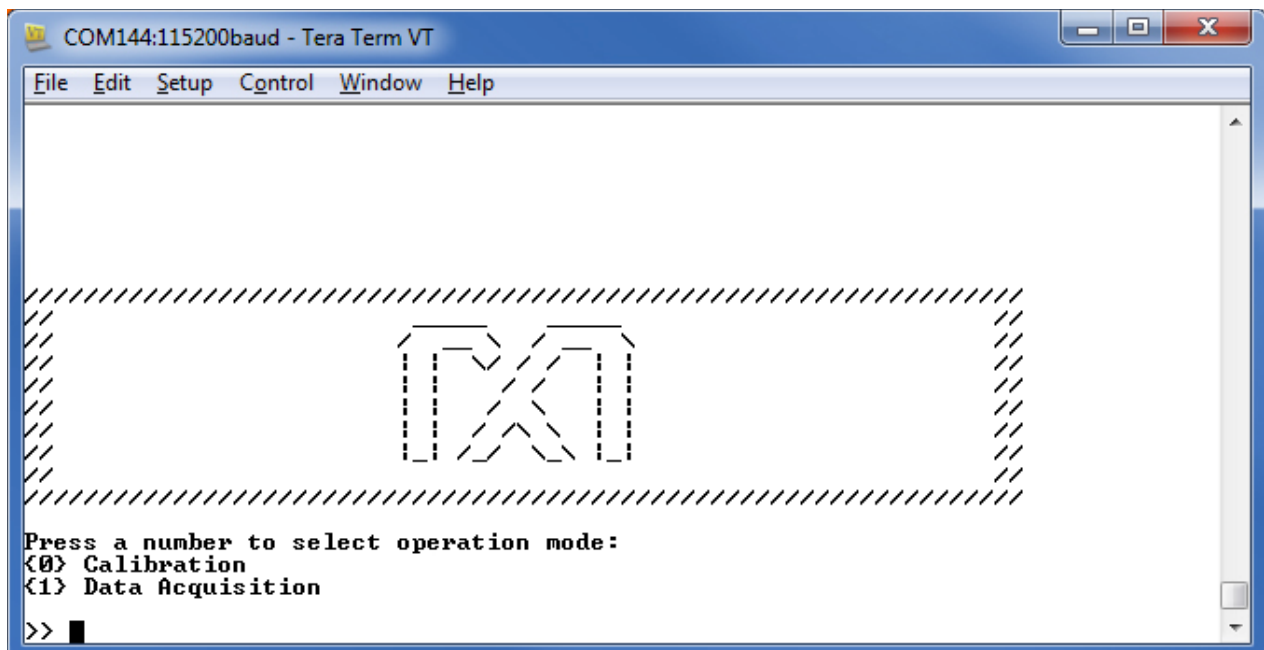 COM144:115200baud - Tera Term VT
File Edit Setup Control Window Help
Press a number to select operation mode:
{0} Calibration
{1} Data Acquisition
>>